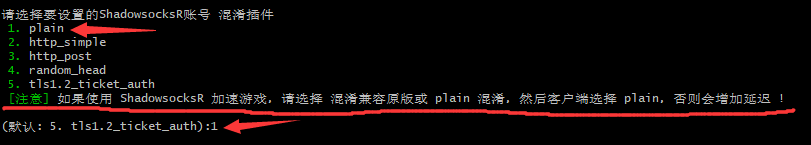 请选择要设置的ShadowsocksR账号 混淆插件
1. plain
2. http_simple
3. http_post
4. random_head
5. tls1.2_ticket_auth
[注意] 如果使用 ShadowsocksR 加速游戏, 请选择 混淆兼容原版或 plain 混淆, 然后客户端选择 plain, 否则会增加延迟 !
(默认: 5. tls1.2_ticket_auth):1